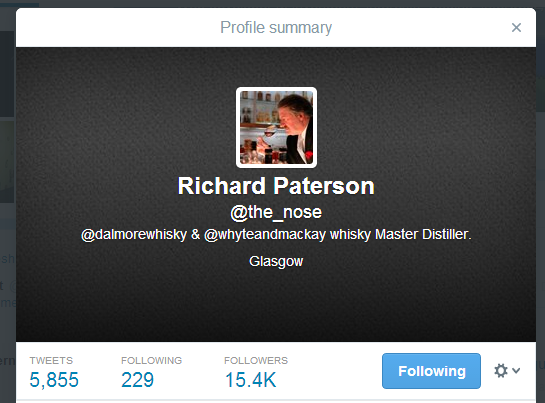 Profile summary
Richard Paterson
@the_nose
@dalmorewhisky & @whyteandmackay whisky Master Distiller.
Glasgow
TWEETS FOLLOWING FOLLOWERS
5,855 229 15.4K Following